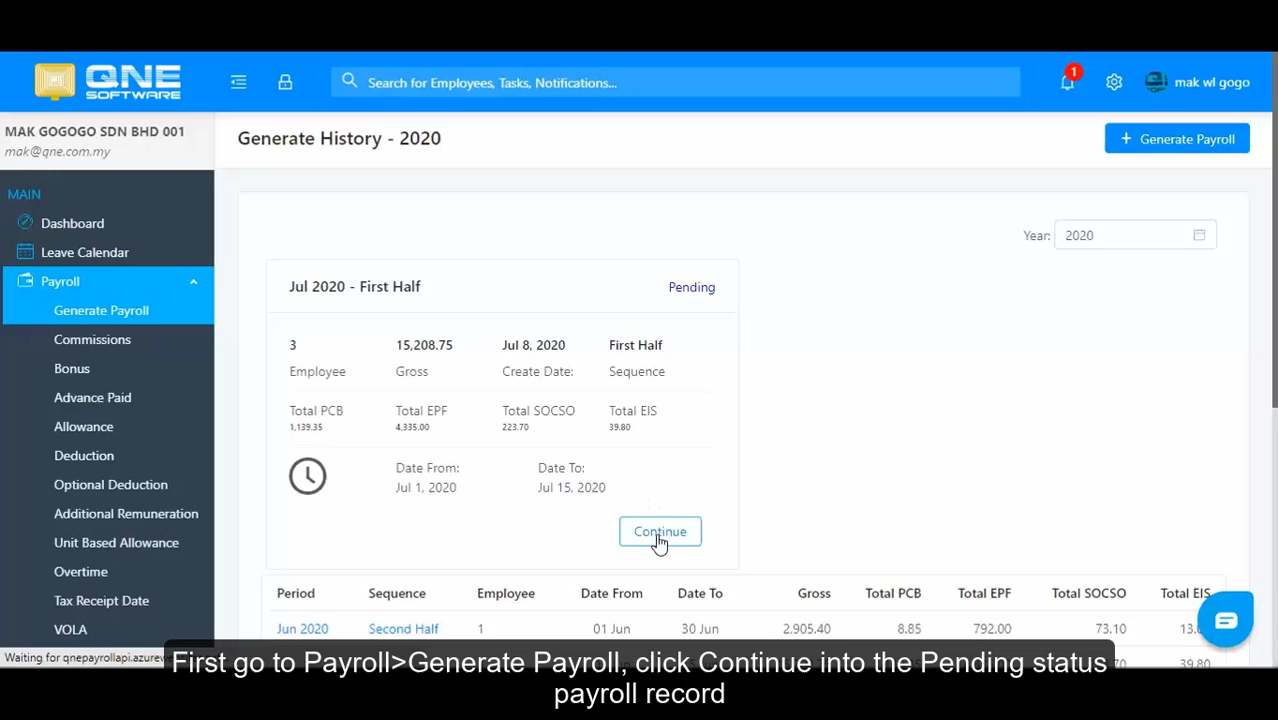 QNE
SOFTWARE
Search for Employees, Tasks, Notifications...
1
mak wl gogo
MAK GOGOGO SDN BHD 001
mak@qne.com.my
Generate History - 2020
+ Generate Payroll
MAIN
Dashboard
Leave Calendar
Payroll
Generate Payroll
Commissions
Bonus
Advance Paid
Allowance
Deduction
Optional Deduction
Additional Remuneration
Unit Based Allowance
Overtime
Tax Receipt Date
VOLA
Year: 2020
Jul 2020 - First Half Pending
3 15,208.75 Jul 8, 2020 First Half
Employee Gross Create Date: Sequence
Total PCB Total EPF Total SOCSO Total EIS
1,139.35 4,335.00 223.70 39.80
Date From: Date To:
Jul 1, 2020 Jul 15, 2020
Continue
Period Sequence Employee Date From Date To Gross Total PCB Total EPF Total SOCSO Total EIS
Jun 2020 Second Half 1 01 Jun 30 Jun 2,905.40 8.85 792.00 73.10
39.80
Waiting for qnepayrollapi.azurew
First go to Payroll>Generate Payroll, click Continue into the Pending status
payroll record